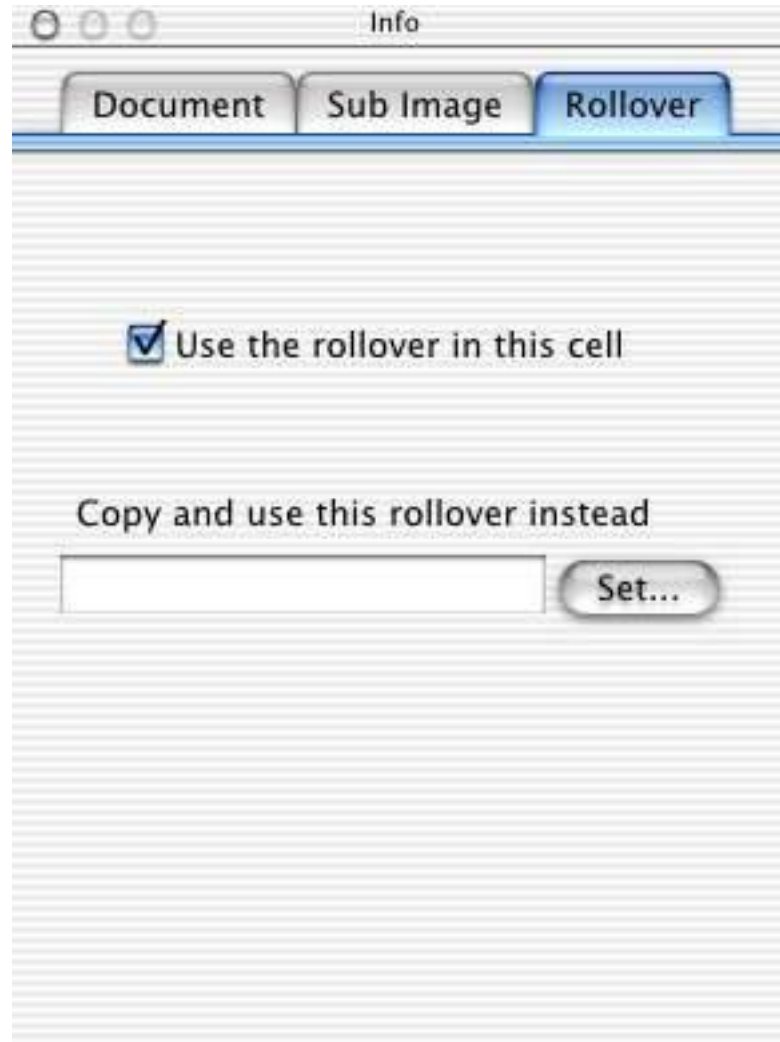 Info
Document Sub Image Rollover
Use the rollover in this cell
Copy and use this rollover instead
Set...